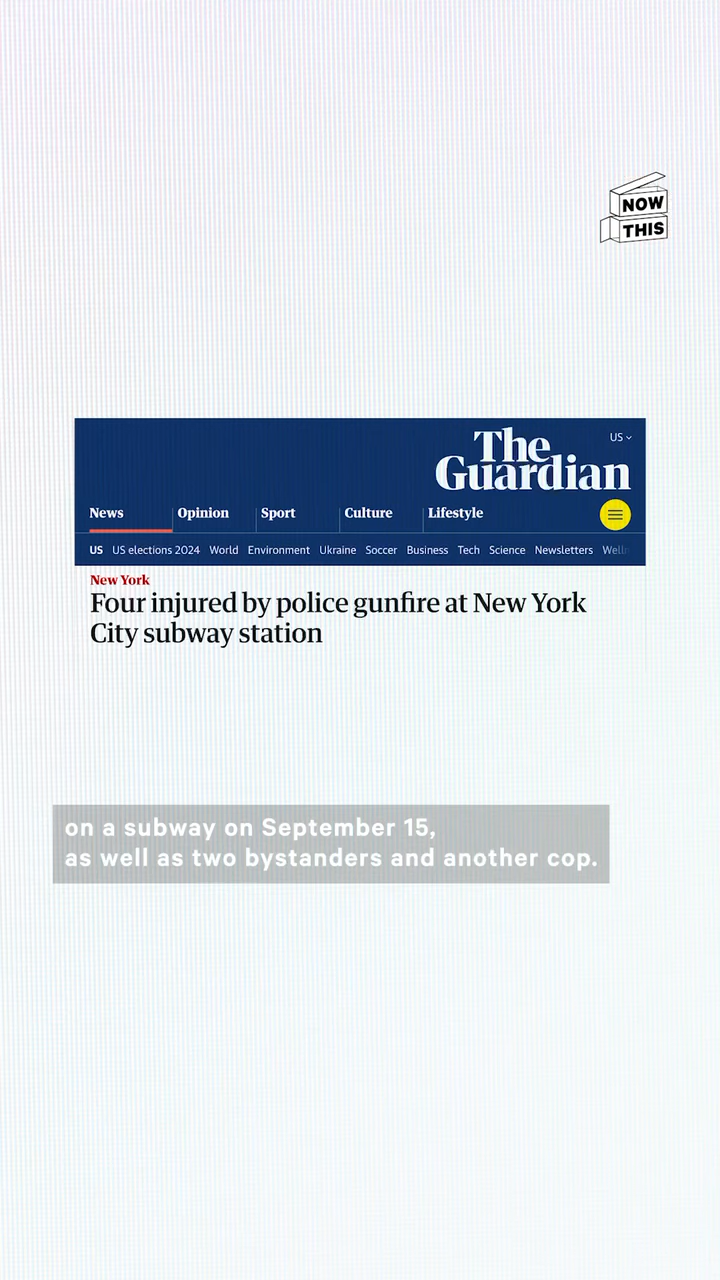 NOW
THIS
US
The
Guardian
News Opinion Sport Culture Lifestyle
US US elections 2024 World Environment Ukraine Soccer Business Tech Science Newsletters
New York
Four injured by police gunfire at New York
City subway station
on a subway on September 15,
as well as two bystanders and another cop.